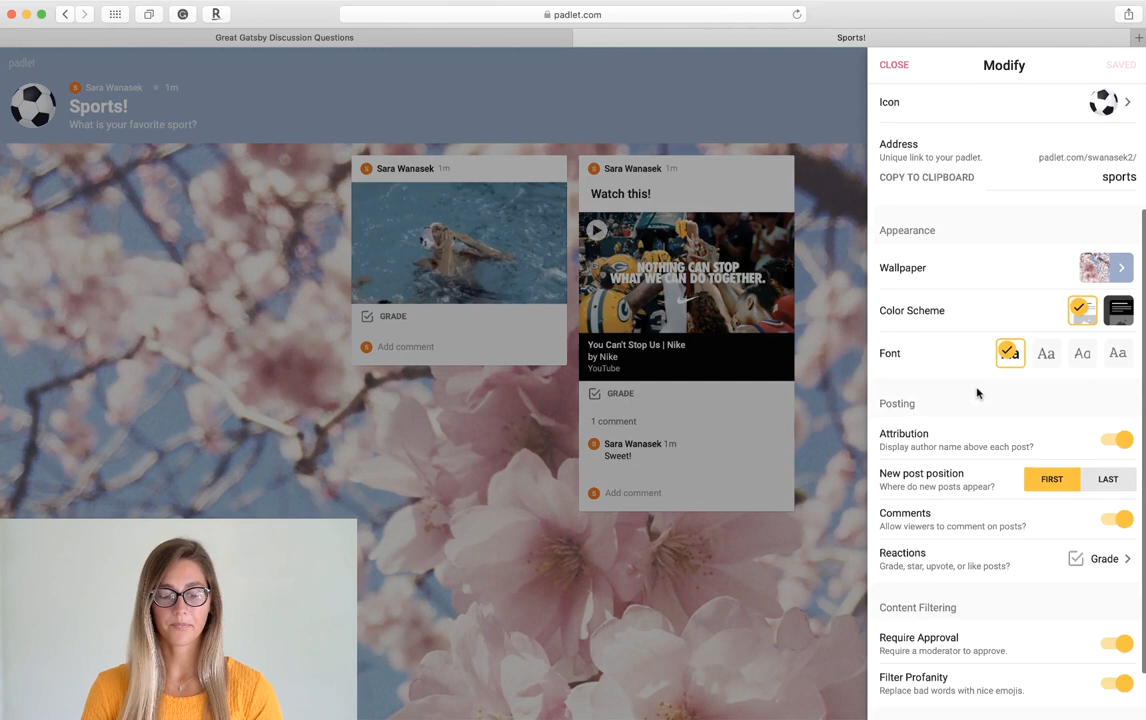 padlet.com
Great Gatsby Discussion Questions
Sports!
padlet
S Sara Wanasek 1m
Sports!
What is your favorite sport?
S Sara Wanasek 1m
GRADE
S Add comment
S Sara Wanasek 1m
Watch this!
NOTHING CAN STOP
WHAT WE CAN DO TOGETHER.
You Can't Stop Us | Nike
by Nike
YouTube
GRADE
1 comment
S Sara Wanasek 1m
Sweet!
S Add comment
CLOSE
Modify
SAVED
Icon
Address
Unique link to your padlet.
padlet.com/swanasek2/
COPY TO CLIPBOARD
sports
Appearance
Wallpaper
Color Scheme
Font
Aa Aa Aa
Posting
Attribution
Display author name above each post?
New post position
Where do new posts appear?
FIRST
LAST
Comments
Allow viewers to comment on posts?
Reactions
Grade, star, upvote, or like posts?
Grade
Content Filtering
Require Approval
Require a moderator to approve.
Filter Profanity
Replace bad words with nice emojis.